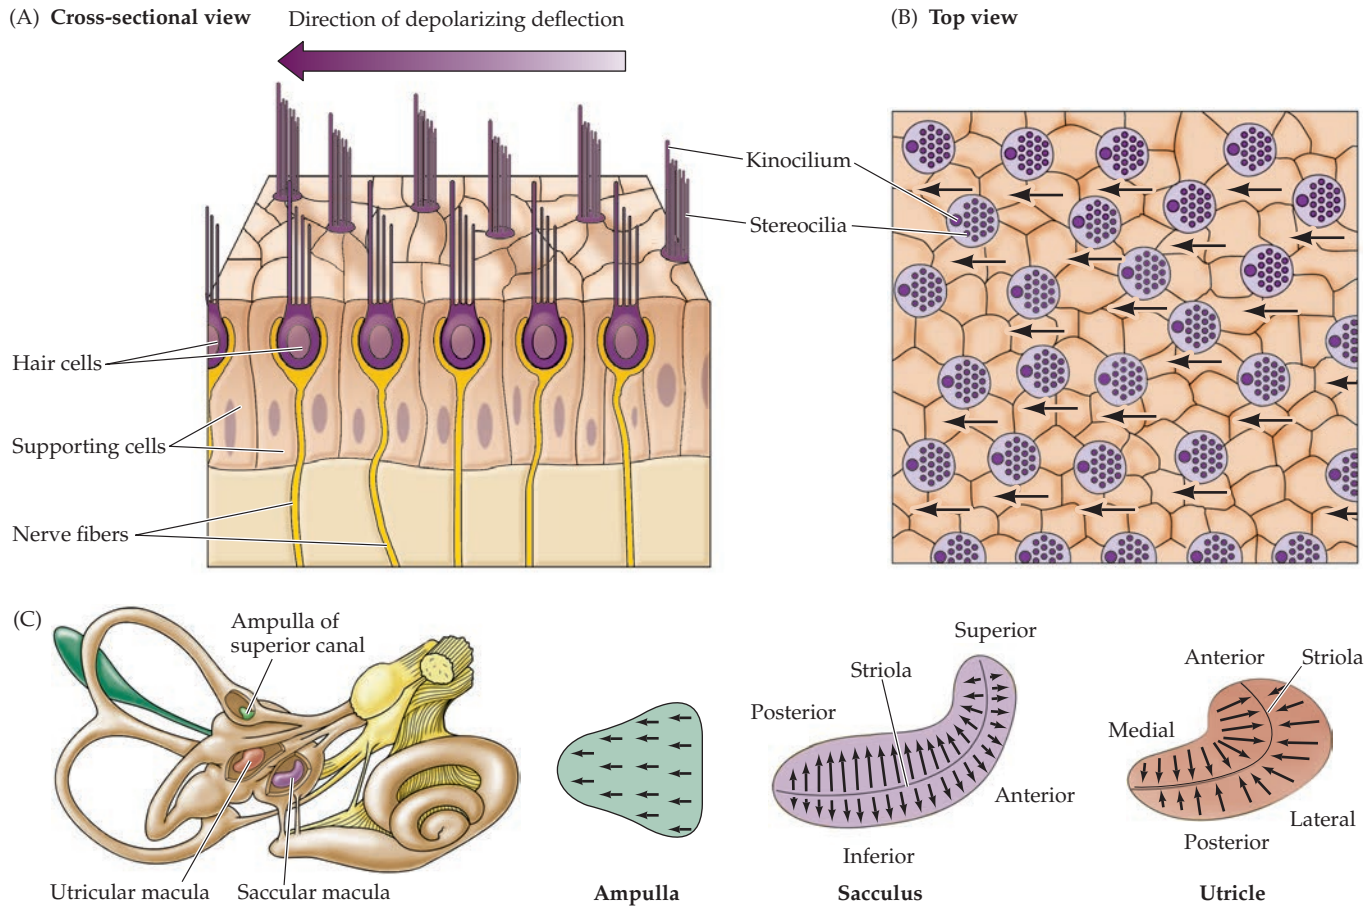 (A) Cross-sectional view
Direction of depolarizing deflection
(B) Top view
Kinocilium
Stereocilia
Hair cells
Supporting cells
Nerve fibers
(C)
Ampulla of
superior canal
Utricular macula
Saccular macula
Ampulla
Superior
Striola
Posterior
Anterior
Inferior
Sacculus
Anterior
Striola
Medial
Lateral
Posterior
Utricle